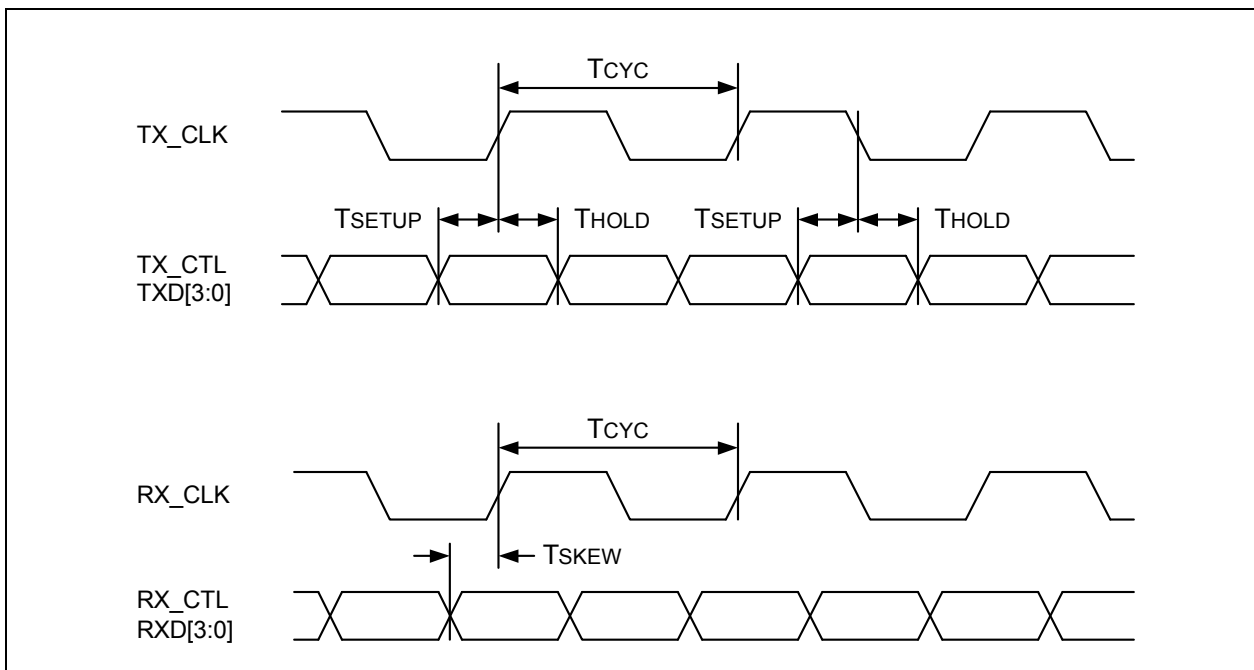 TCYC
TX_CLK
TSETUP THOLD TSETUP THOLD
TX_CTL
TXD[3:0]
TCYC
RX_CLK
TSKEW
RX_CTL
RXD[3:0]